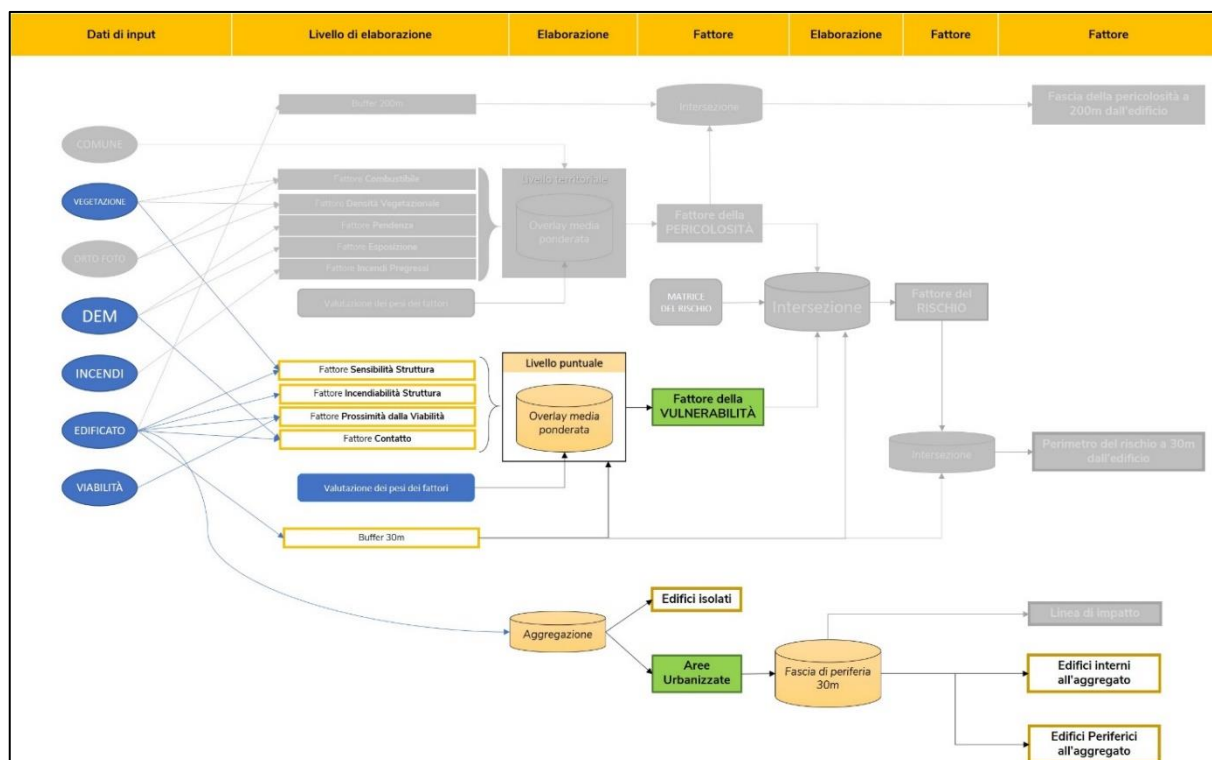 Dati di input
Livello di elaborazione
Elaborazione
Fattore
Elaborazione
Fattore
Fattore
Buffer 200m
Intersezione
Fascia della pericolosità a
200m dall'edificio
COMUNE
VEGETAZIONE
ORTO FOTO
DEM
INCENDI
EDIFICATO
VIABILITÀ
Fattore Combustibile
Fattore Densità Vegetazionale
Fattore Pendenza
Fattore Esposizione
Fattore Incendi Pregressi
Valutazione dei pesi dei fattori
Livello territoriale
Overlay media
ponderata
Fattore della
PERICOLOSITÀ
MATRICE
DEL RISCHIO
Intersezione
Fattore del
RISCHIO
Fattore Sensibilità Struttura
Fattore Incendiabilità Struttura
Fattore Prossimità dalla Viabilità
Fattore Contatto
Valutazione dei pesi dei fattori
Buffer 30m
Livello puntuale
Overlay media
ponderata
Fattore della
VULNERABILITÀ
Intersezione
Perimetro del rischio a 30m
dall'edificio
Aggregazione
Edifici isolati
Aree
Urbanizzate
Fascia di periferia
30m
Linea di impatto
Edifici interni
all'aggregato
Edifici Periferici
all'aggregato